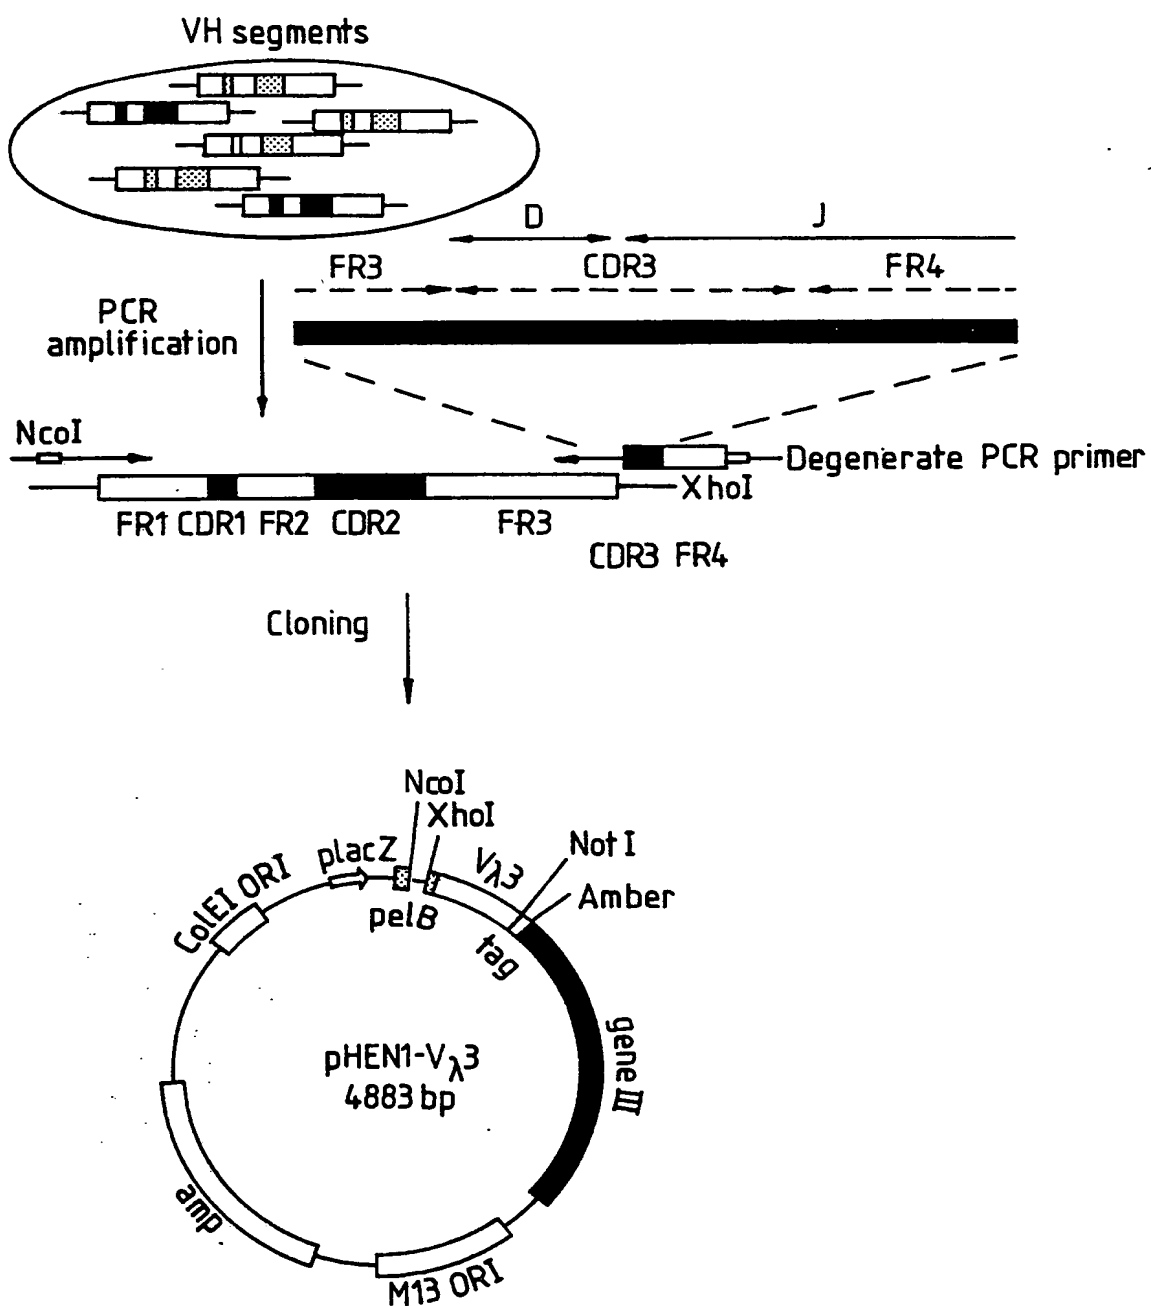 VH segments
D
J
FR3
CDR3
FR4
PCR
amplification
NcoI
Degenerate PCR primer
XhoI
FR1 CDR1 FR2 CDR2 FR3
CDR3 FR4
Cloning
NcoI
XhoI
placZ
Vλ3
Not I
Amber
ColEI ORI
pelB
tag
gene III
pHEN1-Vλ3
4883 bp
amp
M13 ORI